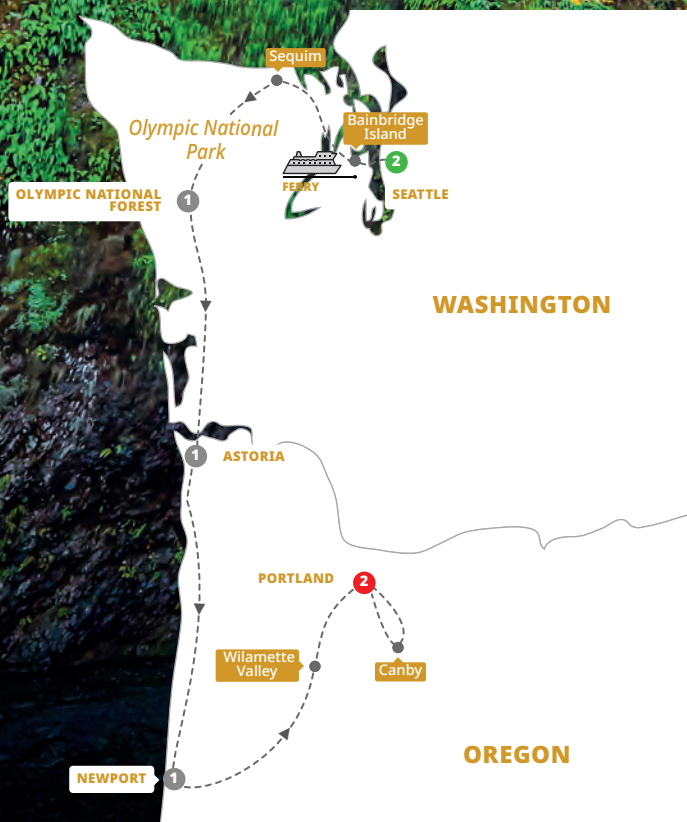 Sequim
Bainbridge
Island
Olympic National
Park
2
FERRY
OLYMPIC NATIONAL
FOREST
1
SEATTLE
WASHINGTON
1
ASTORIA
PORTLAND
2
Wilamette
Valley
Canby
OREGON
NEWPORT
1